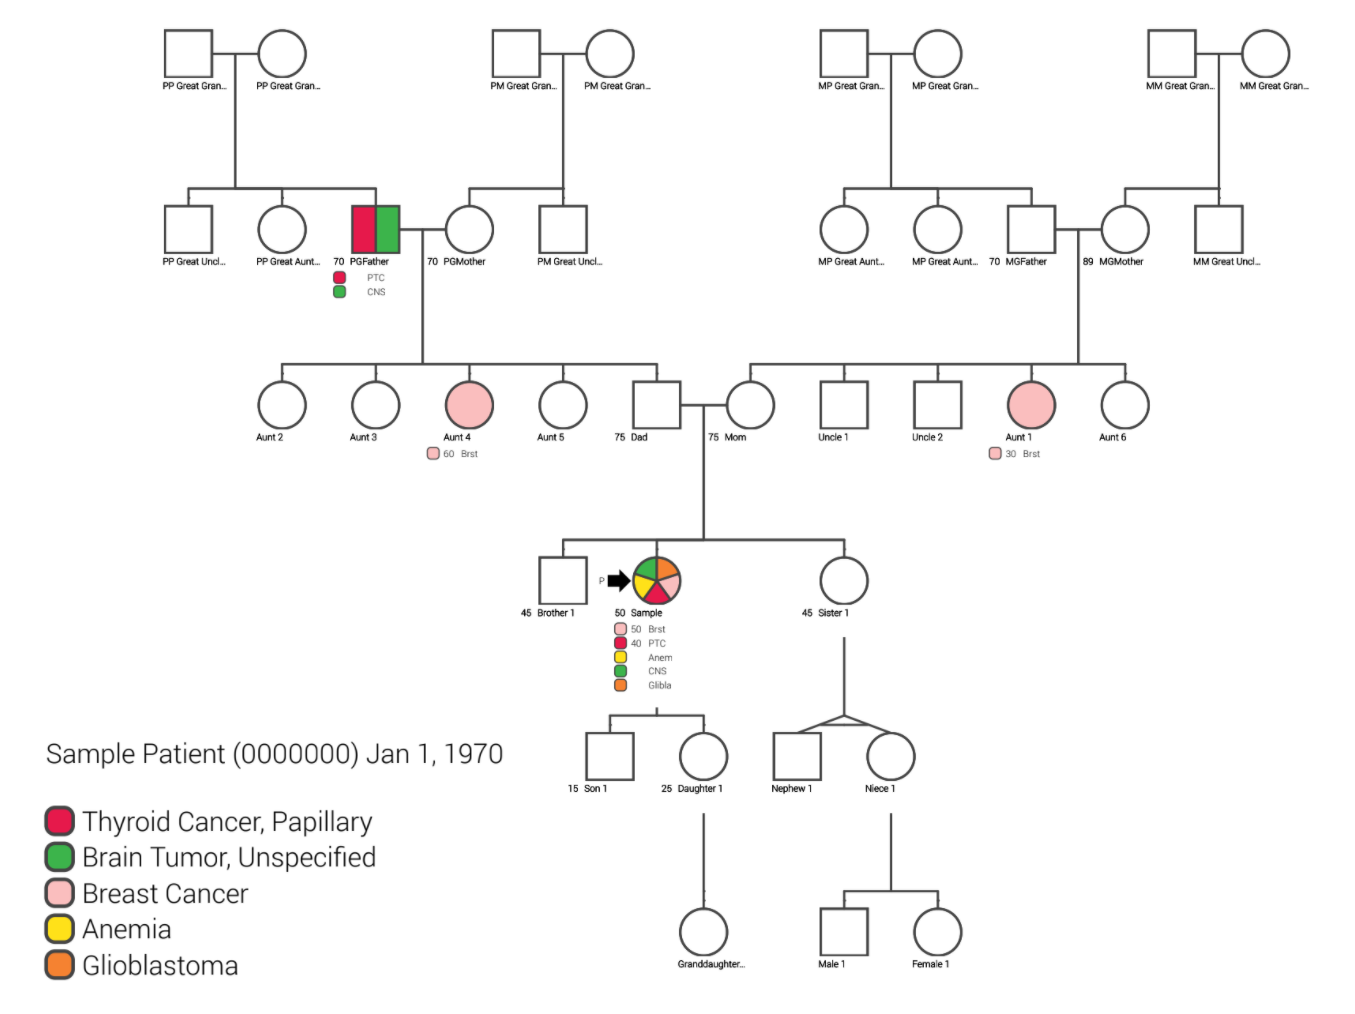 PP Great Gran... PP Great Gran... PM Great Gran... PM Great Gran... MP Great Gran... MP Great Gran... MM Great Gran... MM Great Gran...
PP Great Uncl... PP Great Aunt... 70 PGFather 70 PGMother PM Great Uncl... MP Great Aunt... MP Great Aunt... 70 MGFather 89 MGMother MM Great Uncl...
PTC
CNS
Aunt 2 Aunt 3 Aunt 4 Aunt 5 75 Dad 75 Mom Uncle 1 Uncle 2 Aunt 1 Aunt 6
60 Brst 30 Brst
P
45 Brother 1 50 Sample 45 Sister 1
50 Brst
40 PTC
Anem
CNS
Glibla
15 Son 1 25 Daughter 1 Nephew 1 Niece 1
Sample Patient (0000000) Jan 1, 1970
Thyroid Cancer, Papillary
Brain Tumor, Unspecified
Breast Cancer
Anemia
Glioblastoma
Granddaughter... Male 1 Female 1